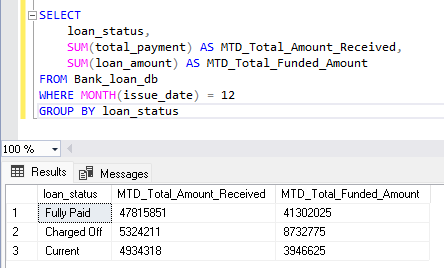 SELECT
loan_status,
SUM(total_payment) AS MTD_Total_Amount_Received,
SUM(loan_amount) AS MTD_Total_Funded_Amount
FROM Bank_loan_db
WHERE MONTH(issue_date) = 12
GROUP BY loan_status
100 %
Results Messages
loan_status MTD_Total_Amount_Received MTD_Total_Funded_Amount
1 Fully Paid 47815851 41302025
2 Charged Off 5324211 8732775
3 Current 4934318 3946625